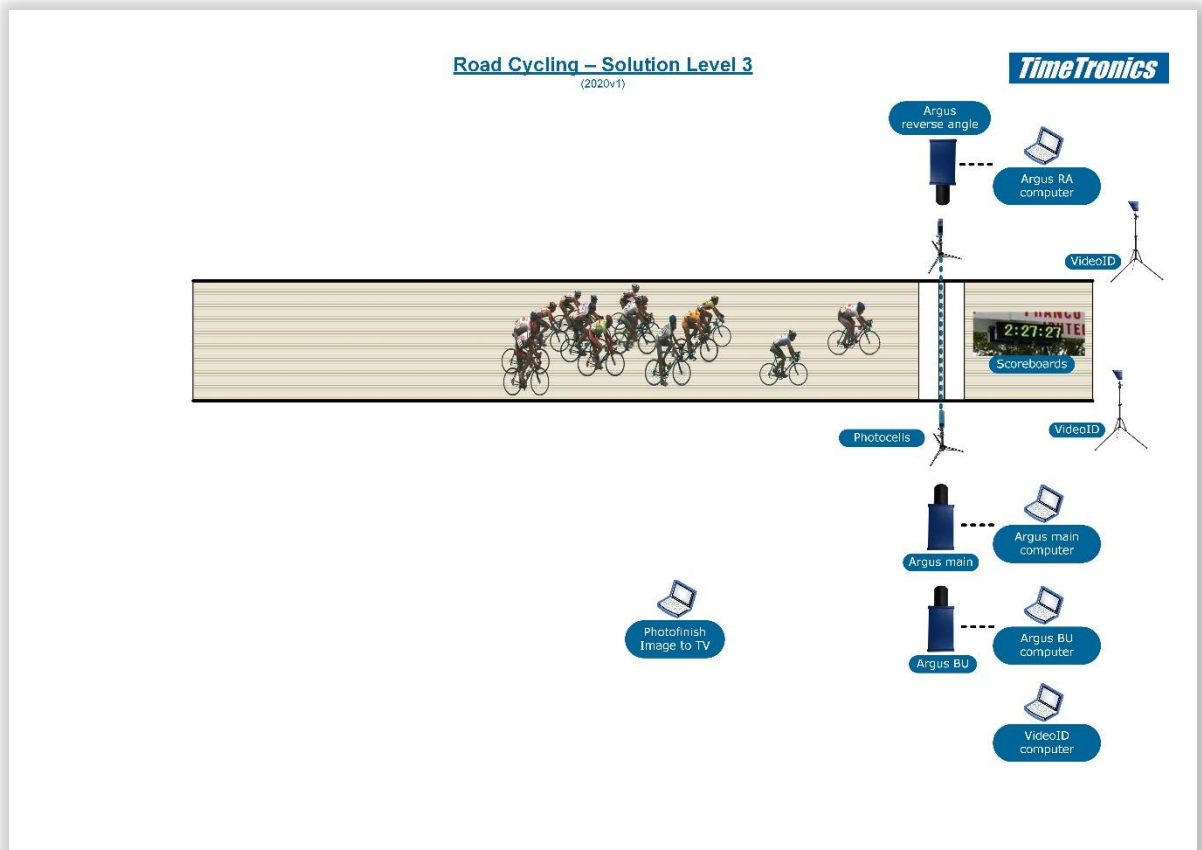 Road Cycling – Solution Level 3
(2020v1)
TimeTronics
Argus
reverse angle
Argus RA
computer
VideoID
2:27:27
Scoreboards
Photocells
VideoID
Argus main
Argus main
computer
Photofinish
Image to TV
Argus BU
Argus BU
computer
VideoID
computer